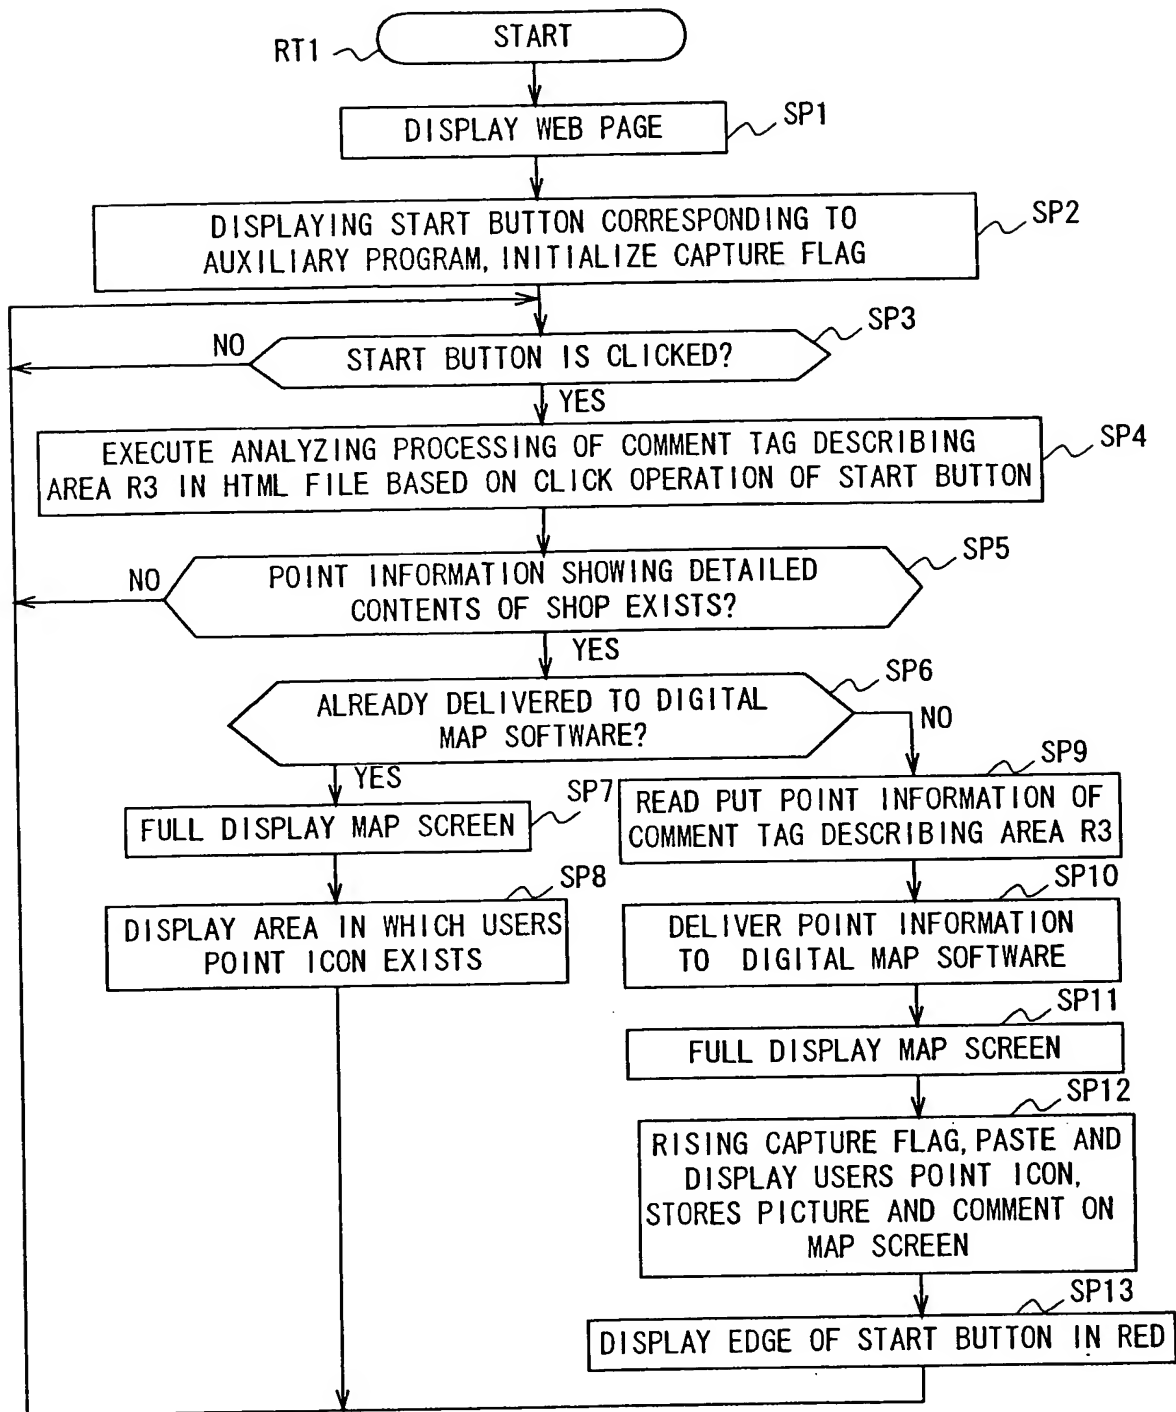 START
RT1
DISPLAY WEB PAGE
SP1
DISPLAYING START BUTTON CORRESPONDING TO
AUXILIARY PROGRAM, INITIALIZE CAPTURE FLAG
SP2
START BUTTON IS CLICKED?
SP3
NO
YES
EXECUTE ANALYZING PROCESSING OF COMMENT TAG DESCRIBING
AREA R3 IN HTML FILE BASED ON CLICK OPERATION OF START BUTTON
SP4
POINT INFORMATION SHOWING DETAILED
CONTENTS OF SHOP EXISTS?
SP5
NO
YES
ALREADY DELIVERED TO DIGITAL
MAP SOFTWARE?
SP6
NO
YES
FULL DISPLAY MAP SCREEN
SP7
DISPLAY AREA IN WHICH USERS
POINT ICON EXISTS
SP8
READ PUT POINT INFORMATION OF
COMMENT TAG DESCRIBING AREA R3
SP9
DELIVER POINT INFORMATION
TO DIGITAL MAP SOFTWARE
SP10
FULL DISPLAY MAP SCREEN
SP11
RISING CAPTURE FLAG, PASTE AND
DISPLAY USERS POINT ICON,
STORES PICTURE AND COMMENT ON
MAP SCREEN
SP12
DISPLAY EDGE OF START BUTTON IN RED
SP13